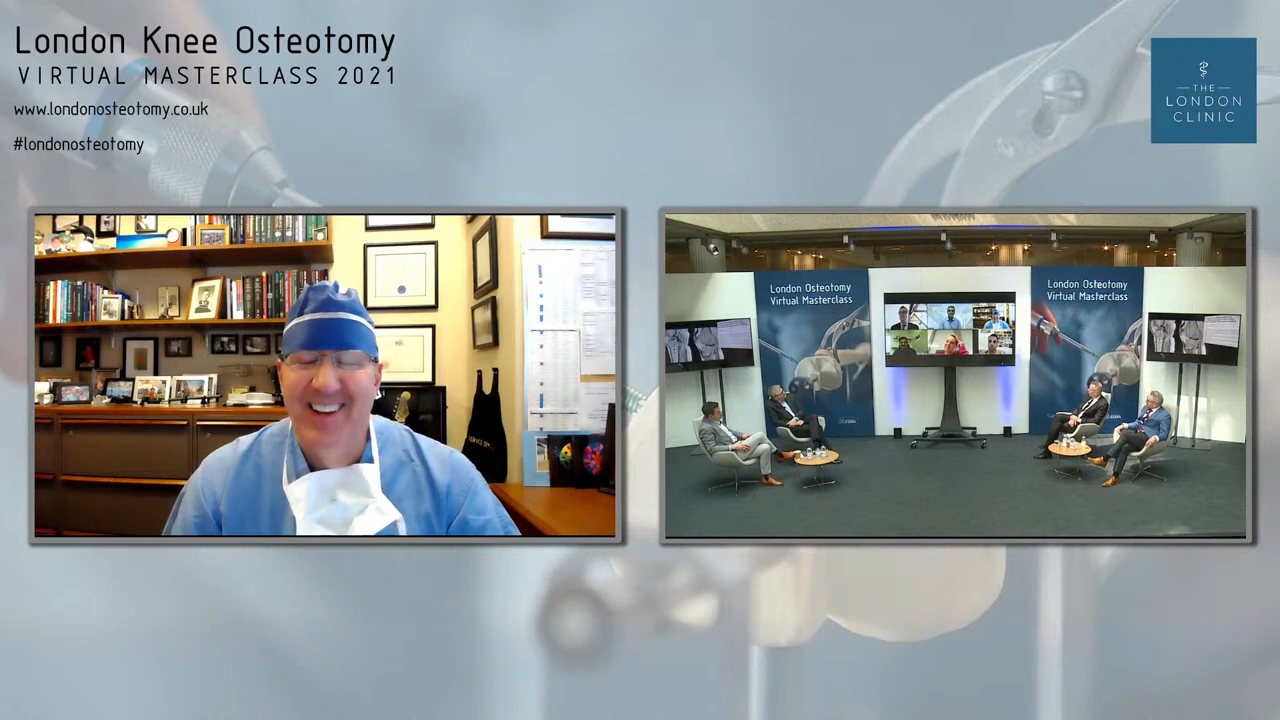 London Knee Osteotomy
VIRTUAL MASTERCLASS 2021
www.londonosteotomy.co.uk
#londonosteotomy
THE
LONDON
CLINIC
London Osteotomy
Virtual Masterclass
London Osteotomy
Virtual Masterclass